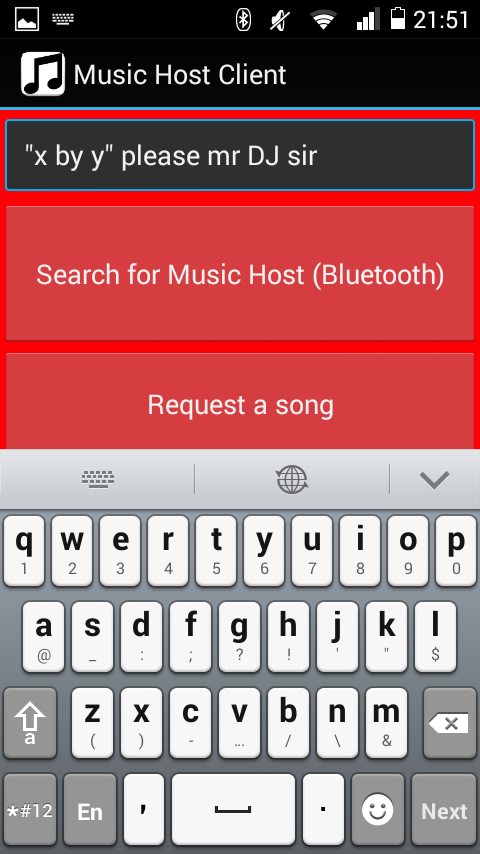 21:51
Music Host Client
"x by y" please mr DJ sir
Search for Music Host (Bluetooth)
Request a song
q w e r t y u i o p
1 2 3 4 5 6 7 8 9 0
a s d f g h j k l
@ _ : ; ? ! ' " $
z x c v b n m
a ( ) - ... / \ &
*#12 En , . Next